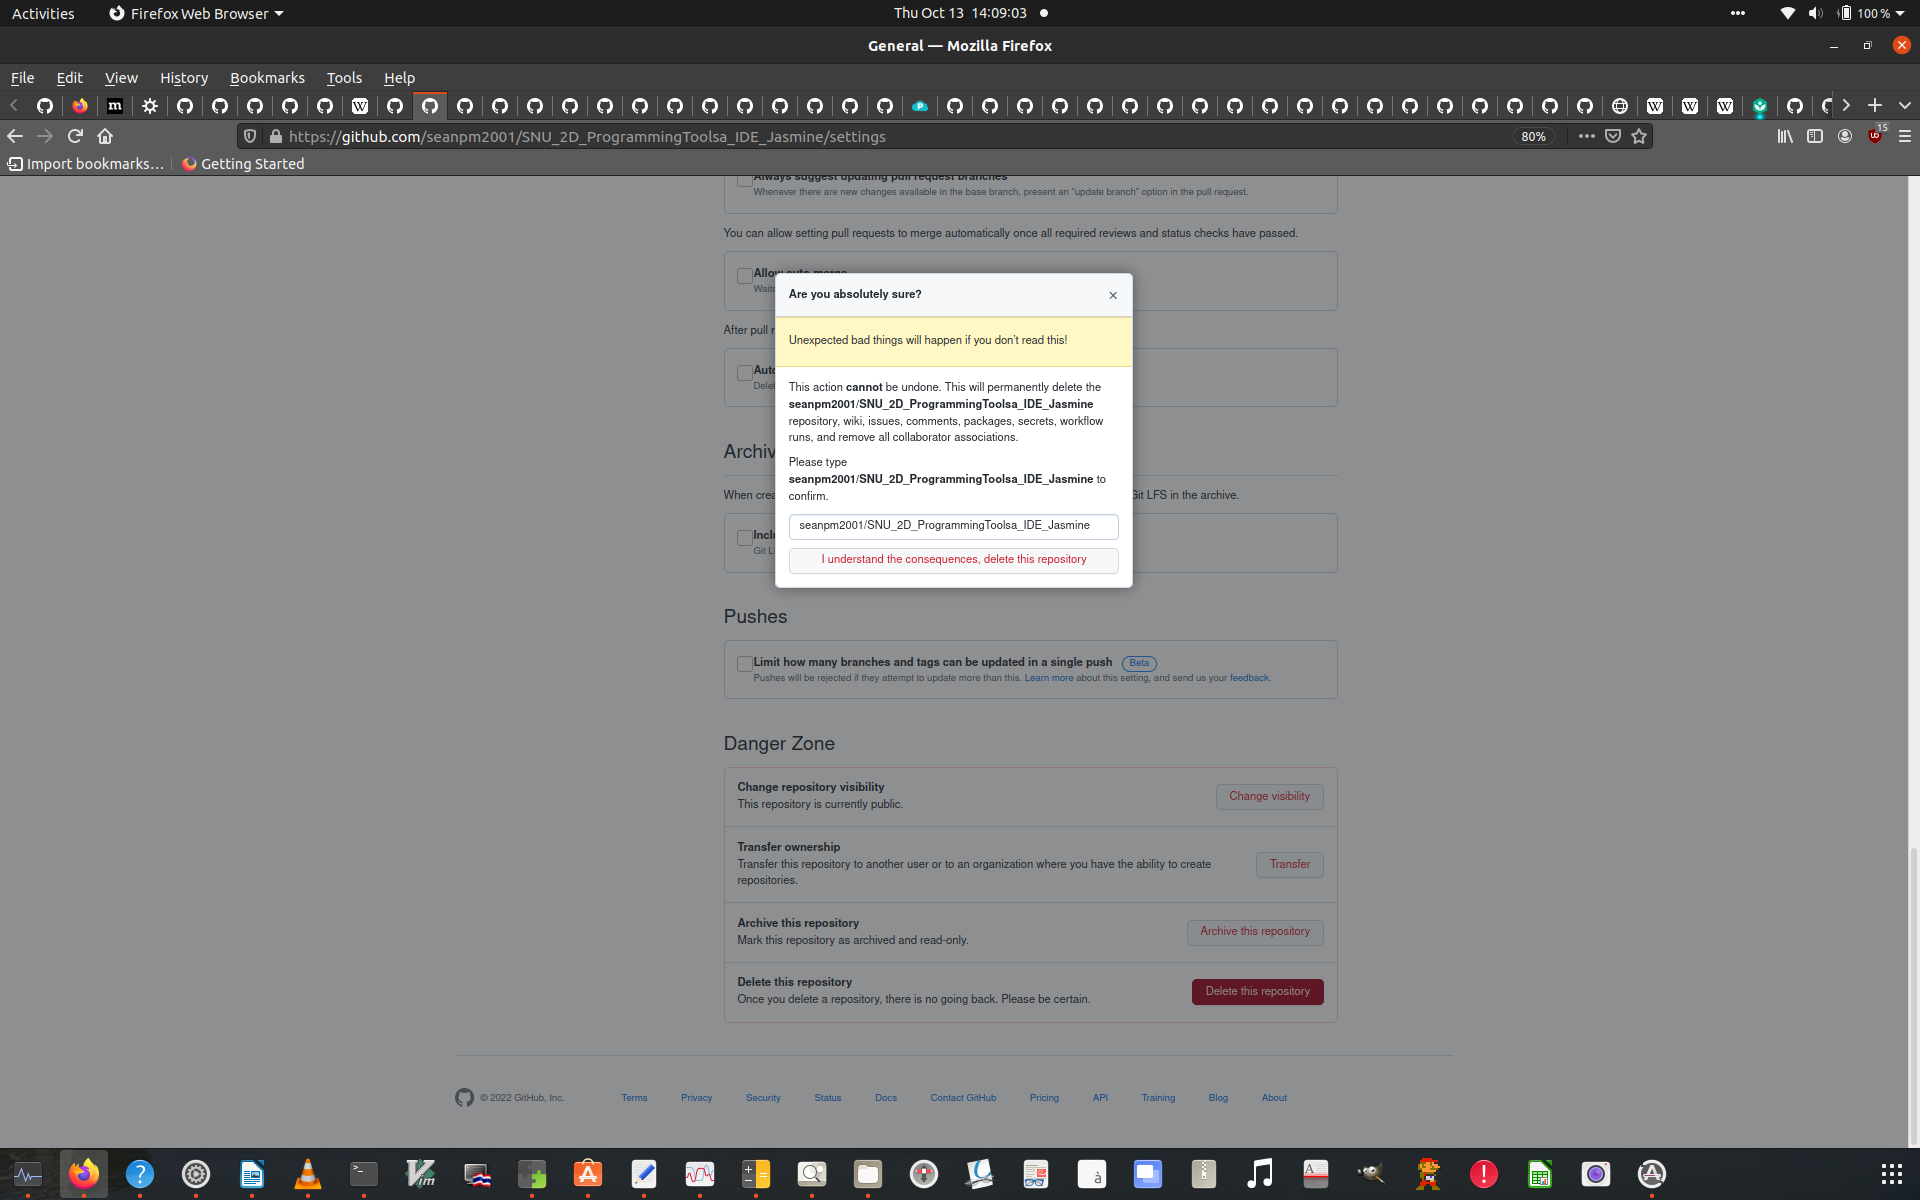 Activities
Firefox Web Browser
Thu Oct 13 14:09:03
100 %
General — Mozilla Firefox
File Edit View History Bookmarks Tools Help
https://github.com/seanpm2001/SNU_2D_ProgrammingToolsa_IDE_Jasmine/settings
80%
15
Import bookmarks…
Getting Started
Always suggest updating pull request branches
Whenever there are new changes available in the base branch, present an “update branch” option in the pull request.
You can allow setting pull requests to merge automatically once all required reviews and status checks have passed.
Allow auto-merge
Are you absolutely sure?
Unexpected bad things will happen if you don’t read this!
After pull
This action cannot be undone. This will permanently delete the
seanpm2001/SNU_2D_ProgrammingToolsa_IDE_Jasmine
repository, wiki, issues, comments, packages, secrets, workflow
runs, and remove all collaborator associations.
Please type
seanpm2001/SNU_2D_ProgrammingToolsa_IDE_Jasmine to
confirm.
Git LFS in the archive.
seanpm2001/SNU_2D_ProgrammingToolsa_IDE_Jasmine
I understand the consequences, delete this repository
Pushes
Limit how many branches and tags can be updated in a single push Beta
Pushes will be rejected if they attempt to update more than this. Learn more about this setting, and send us your feedback.
Danger Zone
Change repository visibility
This repository is currently public.
Change visibility
Transfer ownership
Transfer this repository to another user or to an organization where you have the ability to create
repositories.
Transfer
Archive this repository
Mark this repository as archived and read-only.
Archive this repository
Delete this repository
Once you delete a repository, there is no going back. Please be certain.
Delete this repository
© 2022 GitHub, Inc.
Terms
Privacy
Security
Status
Docs
Contact GitHub
Pricing
API
Training
Blog
About